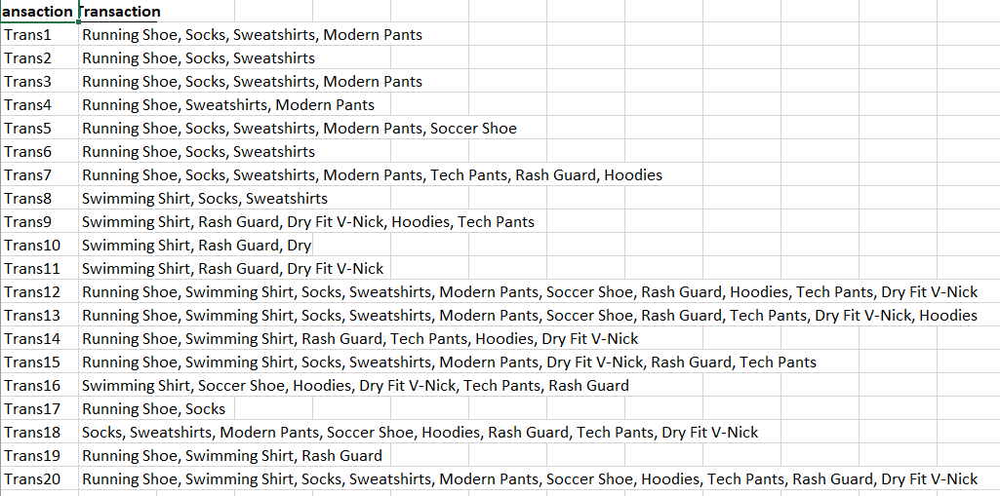 ansaction Transaction
Trans1 Running Shoe, Socks, Sweatshirts, Modern Pants
Trans2 Running Shoe, Socks, Sweatshirts
Trans3 Running Shoe, Socks, Sweatshirts, Modern Pants
Trans4 Running Shoe, Sweatshirts, Modern Pants
Trans5 Running Shoe, Socks, Sweatshirts, Modern Pants, Soccer Shoe
Trans6 Running Shoe, Socks, Sweatshirts
Trans7 Running Shoe, Socks, Sweatshirts, Modern Pants, Tech Pants, Rash Guard, Hoodies
Trans8 Swimming Shirt, Socks, Sweatshirts
Trans9 Swimming Shirt, Rash Guard, Dry Fit V-Nick, Hoodies, Tech Pants
Trans10 Swimming Shirt, Rash Guard, Dry
Trans11 Swimming Shirt, Rash Guard, Dry Fit V-Nick
Trans12 Running Shoe, Swimming Shirt, Socks, Sweatshirts, Modern Pants, Soccer Shoe, Rash Guard, Hoodies, Tech Pants, Dry Fit V-Nick
Trans13 Running Shoe, Swimming Shirt, Socks, Sweatshirts, Modern Pants, Soccer Shoe, Rash Guard, Tech Pants, Dry Fit V-Nick, Hoodies
Trans14 Running Shoe, Swimming Shirt, Rash Guard, Tech Pants, Hoodies, Dry Fit V-Nick
Trans15 Running Shoe, Swimming Shirt, Socks, Sweatshirts, Modern Pants, Dry Fit V-Nick, Rash Guard, Tech Pants
Trans16 Swimming Shirt, Soccer Shoe, Hoodies, Dry Fit V-Nick, Tech Pants, Rash Guard
Trans17 Running Shoe, Socks
Trans18 Socks, Sweatshirts, Modern Pants, Soccer Shoe, Hoodies, Rash Guard, Tech Pants, Dry Fit V-Nick
Trans19 Running Shoe, Swimming Shirt, Rash Guard
Trans20 Running Shoe, Swimming Shirt, Socks, Sweatshirts, Modern Pants, Soccer Shoe, Hoodies, Tech Pants, Rash Guard, Dry Fit V-Nick